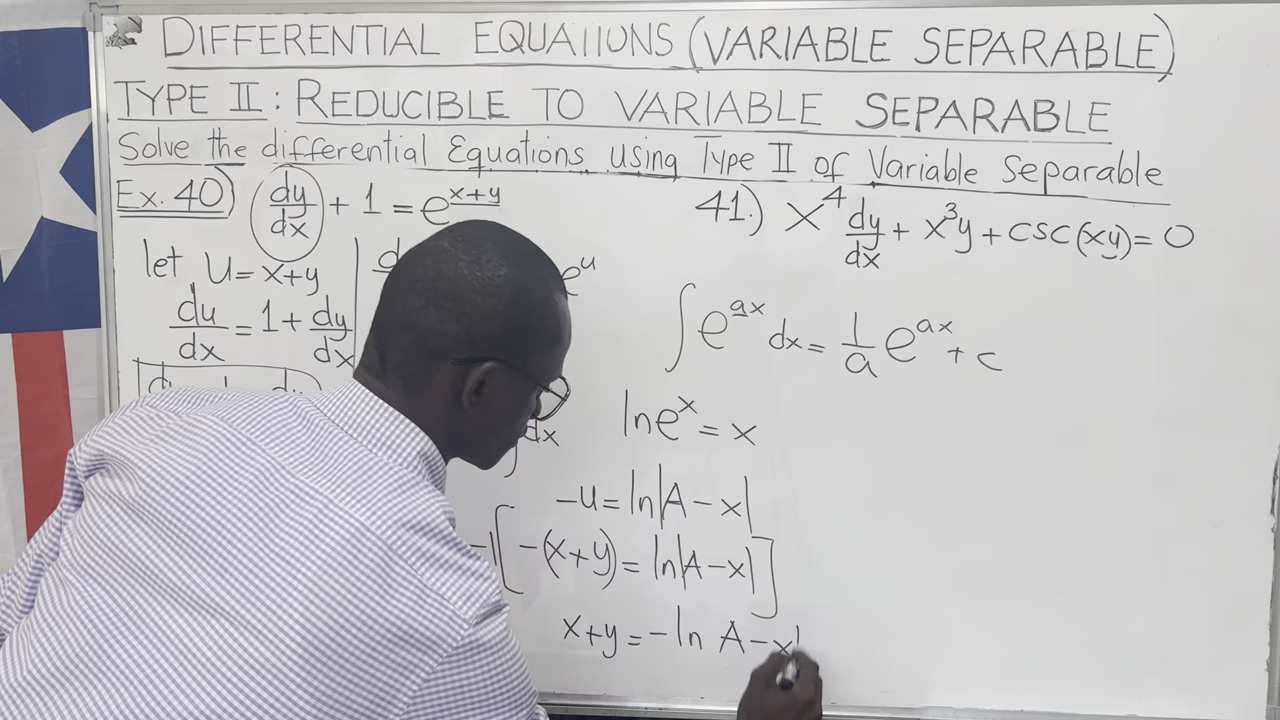 DIFFERENTIAL EQUATIONS (VARIABLE SEPARABLE)
TYPE II : REDUCIBLE TO VARIABLE SEPARABLE
Solve the differential Equations using Type II of Variable Separable
Ex. 40) dy/dx + 1 = e^(x+y)
let u = x+y
e^u
du/dx = 1 + dy/dx
dx
-u = ln|A - x|
-1[-(x+y) = ln|A-x|]
x+y = -ln A-x|
41.) x^4 dy/dx + x^3y + csc(xy) = 0
∫e^(ax) dx = 1/a e^(ax) + c
ln e^x = x